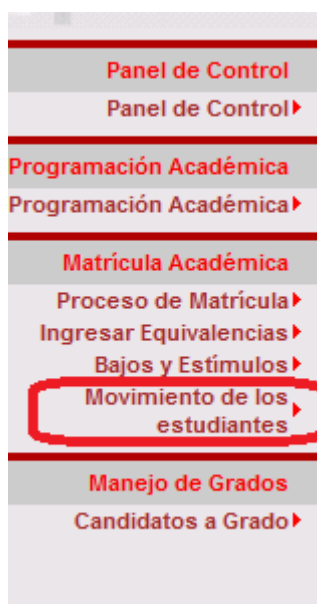 Panel de Control
Panel de Control
Programación Académica
Programación Académica
Matrícula Académica
Proceso de Matrícula
Ingresar Equivalencias
Bajos y Estímulos
Movimiento de los
estudiantes
Manejo de Grados
Candidatos a Grado